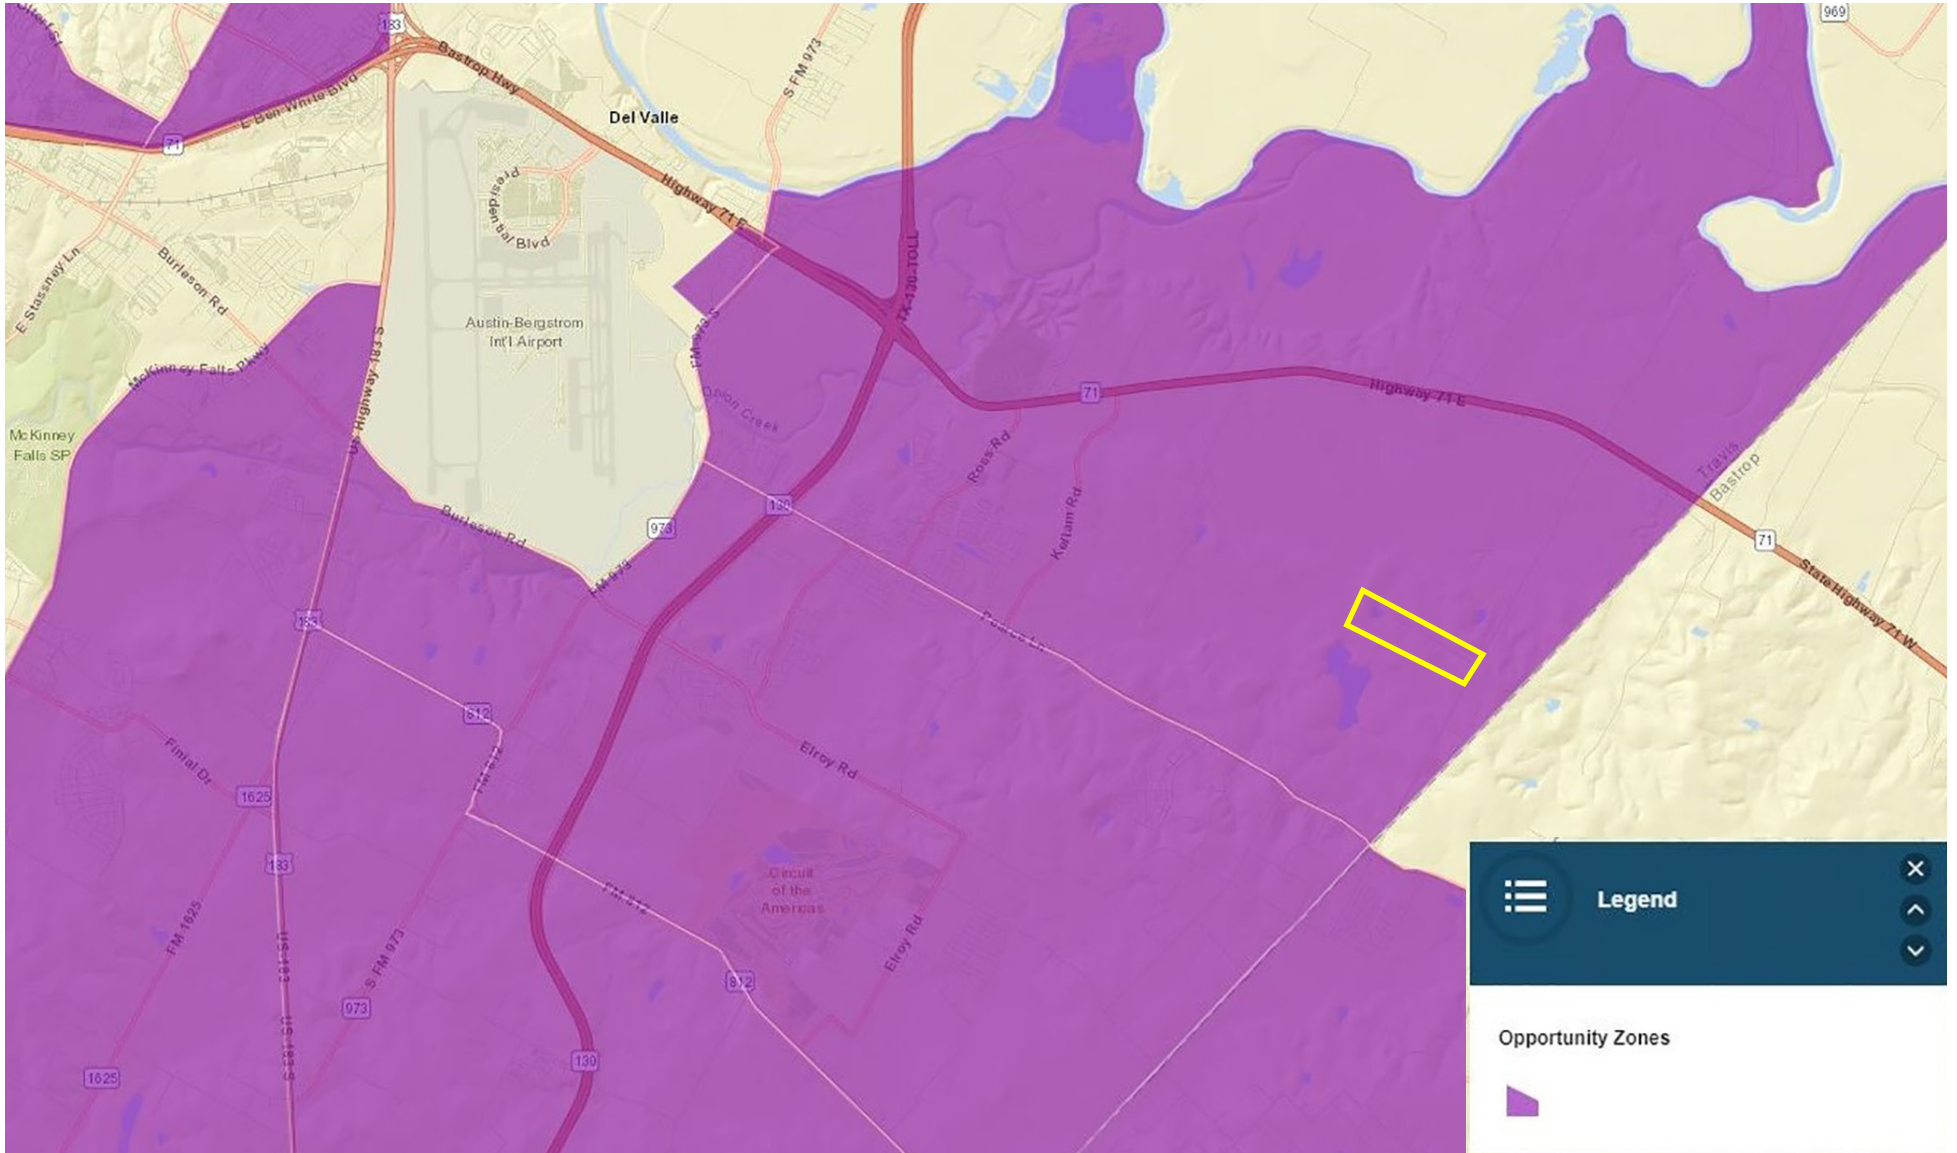 183
969
Bastrop Hwy
S FM 973
E Ben White Blvd
71
Del Valle
Presidential Blvd
Highway 71 E
E Stassney Ln
Burleson Rd
TX-130-TOLL
Austin-Bergstrom
Int'l Airport
FM 973 S
McKinney Falls Pkwy
US Highway 183 S
71
Highway 71 E
Onion Creek
McKinney
Falls SP
Ross Rd
Travis
Bastrop
Kellam Rd
130
Burleson Rd
973
71
FM 973
State Highway 71 W
183
Pearce Ln
812
Finial Dr
FM 812
Elroy Rd
1625
183
Circuit
of the
Americas
FM 812
Legend
FM 1625
US-183
S FM 973
Elroy Rd
812
973
US-183 S
Opportunity Zones
130
1625